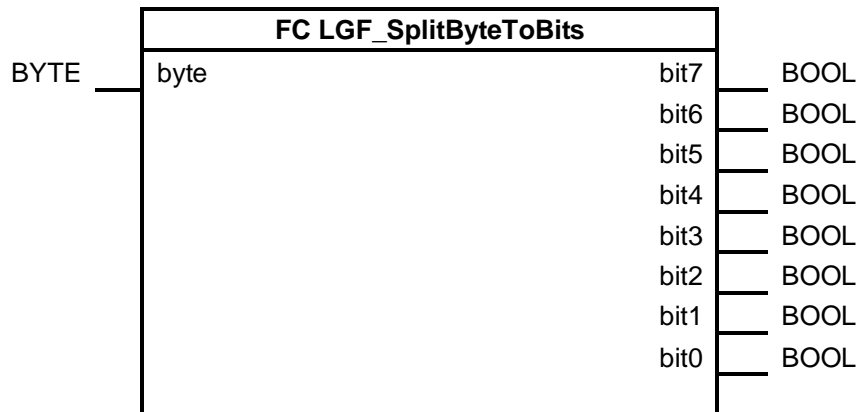 FC LGF_SplitByteToBits
BYTE byte bit7 BOOL
bit6 BOOL
bit5 BOOL
bit4 BOOL
bit3 BOOL
bit2 BOOL
bit1 BOOL
bit0 BOOL